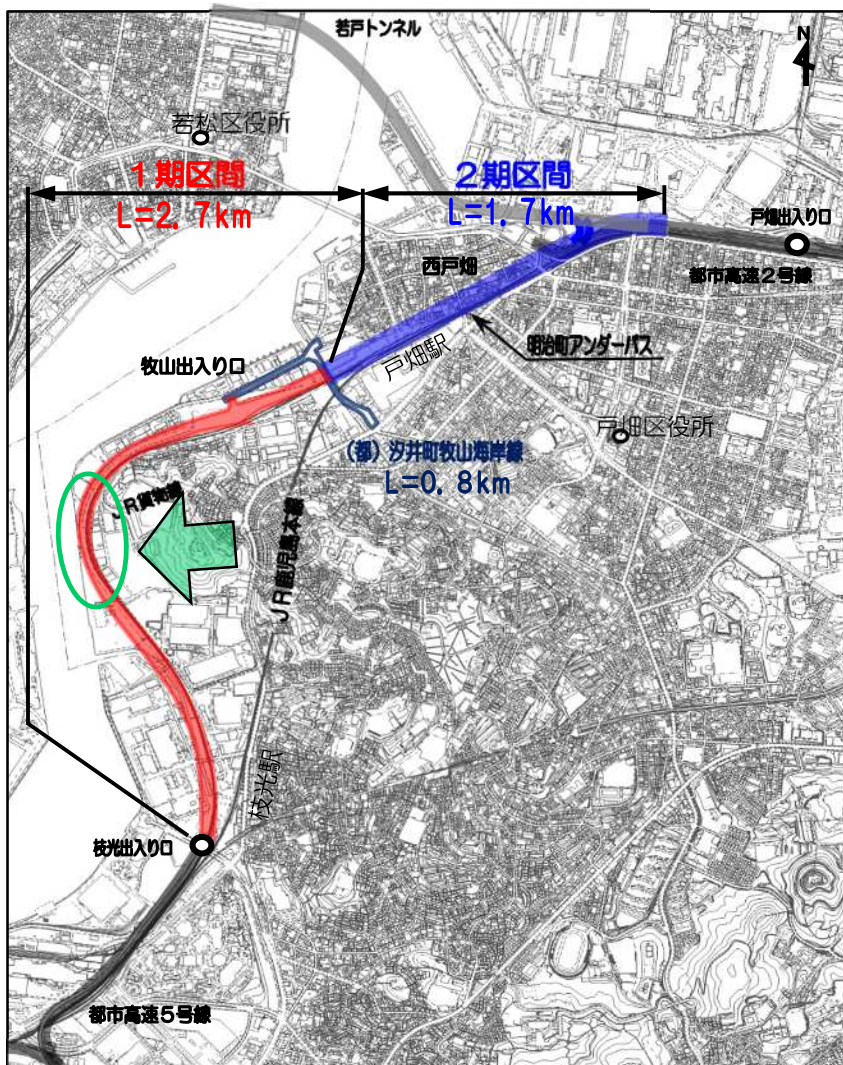 若戸トンネル
N
若松区役所
1期区間
L=2.7km
2期区間
L=1.7km
戸畑出入り口
都市高速2号線
西戸畑
明治町アンダーパス
戸畑駅
牧山出入り口
戸畑区役所
(都)汐井町牧山海岸線
L=0.8km
JR貨物線
JR鹿児島本線
枝光駅
枝光出入り口
都市高速5号線